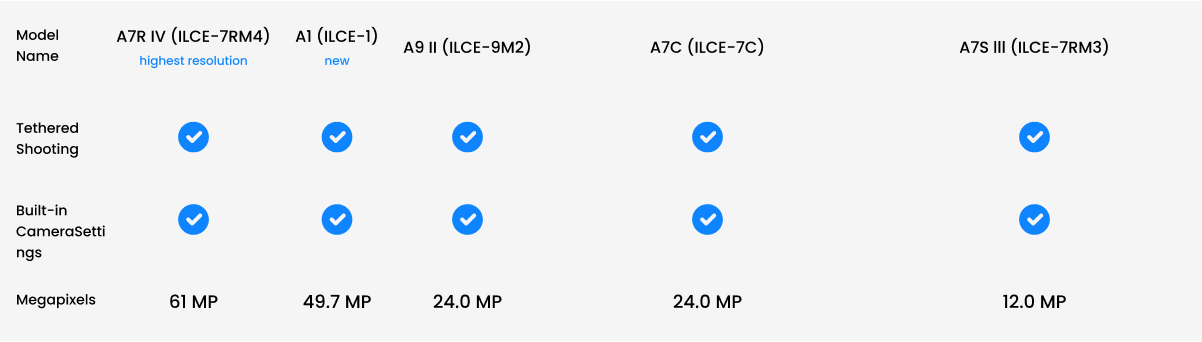 Model
Name
A7R IV (ILCE-7RM4)
highest resolution
A1 (ILCE-1)
new
A9 II (ILCE-9M2)
A7C (ILCE-7C)
A7S III (ILCE-7RM3)
Tethered
Shooting
Built-in
CameraSetti
ngs
Megapixels
61 MP
49.7 MP
24.0 MP
24.0 MP
12.0 MP